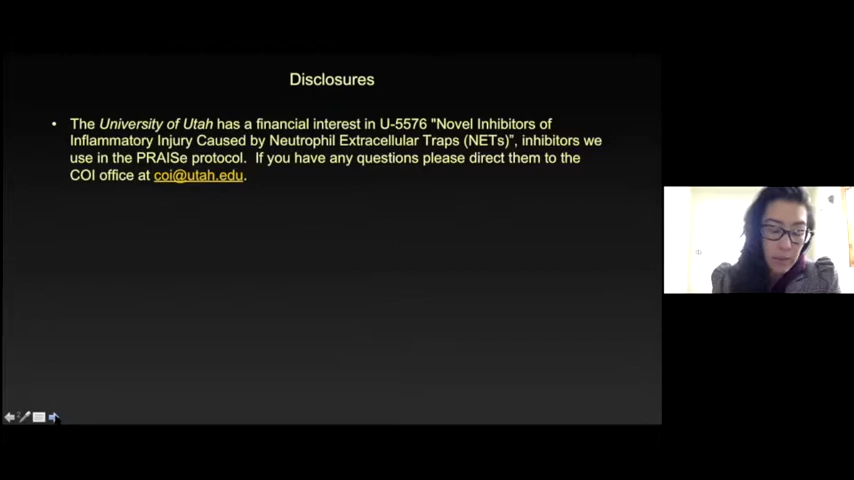 Disclosures
• The University of Utah has a financial interest in U-5576 "Novel Inhibitors of
Inflammatory Injury Caused by Neutrophil Extracellular Traps (NETs)", inhibitors we
use in the PRAISe protocol. If you have any questions please direct them to the
COI office at coi@utah.edu.